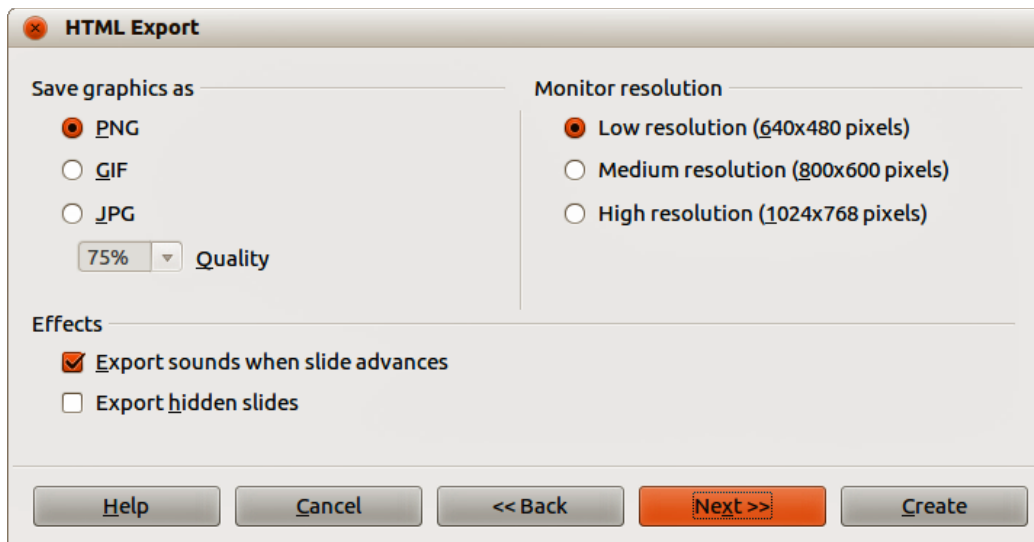 HTML Export
Save graphics as
PNG
GIF
JPG
75% Quality
Monitor resolution
Low resolution (640x480 pixels)
Medium resolution (800x600 pixels)
High resolution (1024x768 pixels)
Effects
Export sounds when slide advances
Export hidden slides
Help Cancel << Back Next >> Create